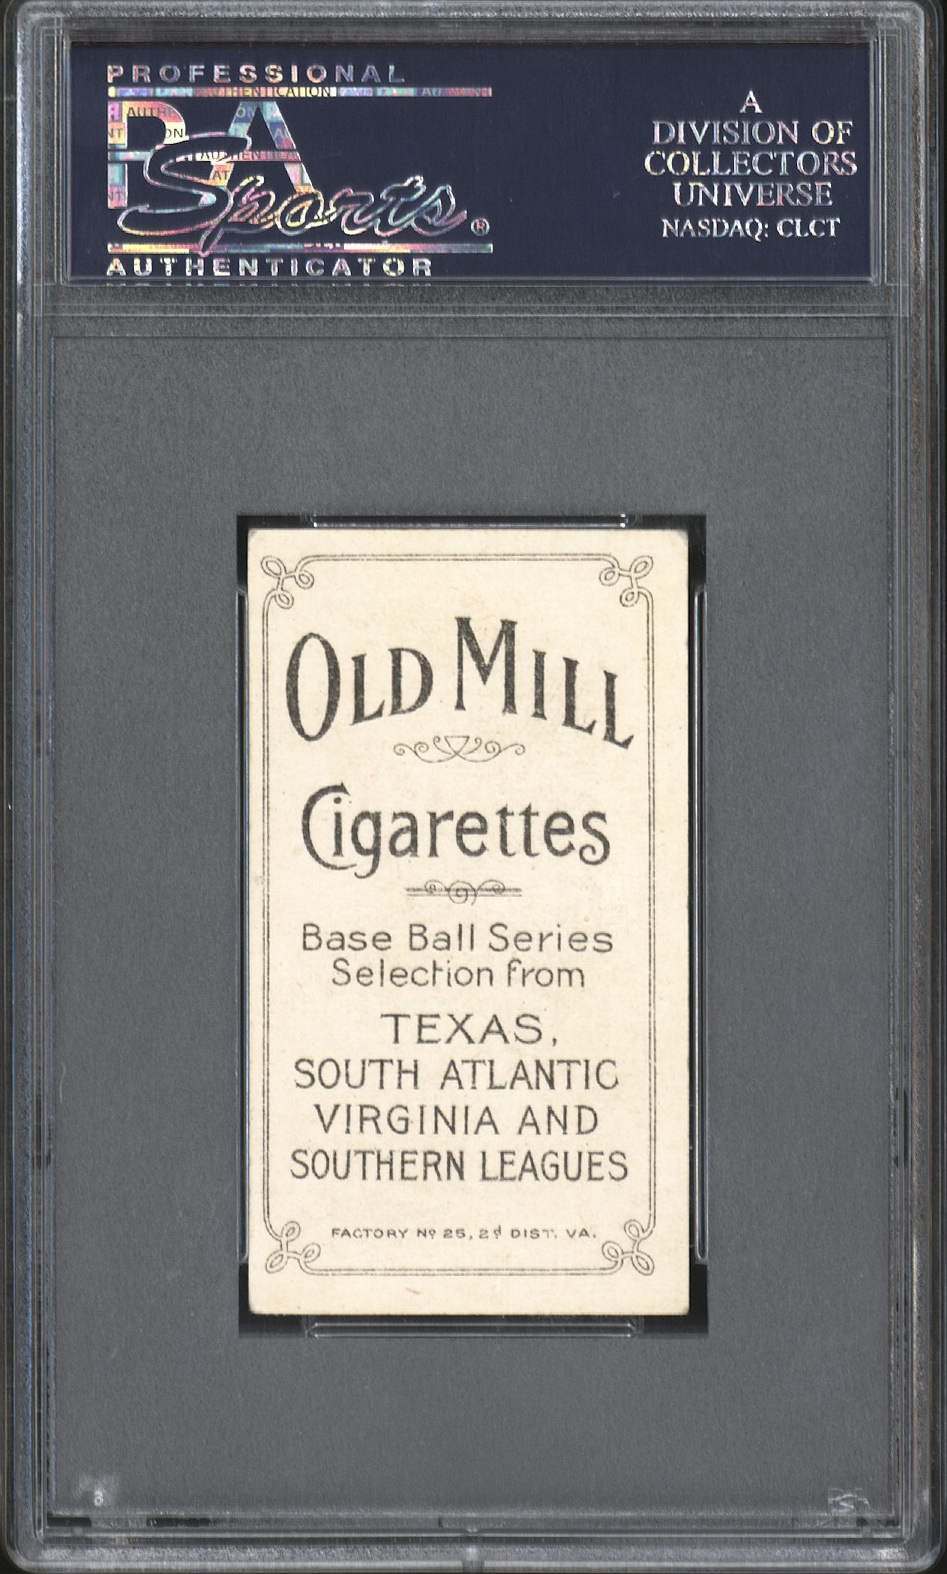 PROFESSIONAL
PSA
Sports®
AUTHENTICATOR
A
DIVISION OF
COLLECTORS
UNIVERSE
NASDAQ: CLCT
OLD MILL
Cigarettes
Base Ball Series
Selection from
TEXAS,
SOUTH ATLANTIC
VIRGINIA AND
SOUTHERN LEAGUES
FACTORY Nº 25, 2d DIST. VA.
8